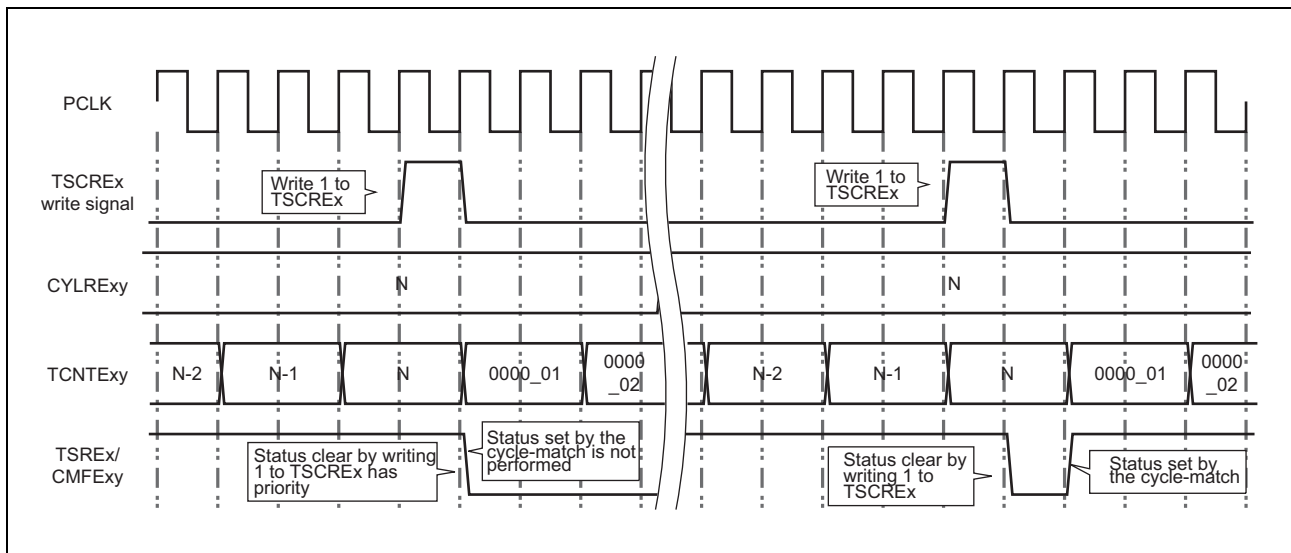 PCLK
TSCREx
write signal
Write 1 to
TSCREx
Write 1 to
TSCREx
CYLRExy
N
N
TCNTExy
N-2
N-1
N
0000_01
0000
_02
N-2
N-1
N
0000_01
0000
_02
TSREx/
CMFExy
Status clear by writing
1 to TSCREx has
priority
Status set by the
cycle-match is not
performed
Status clear by
writing 1 to
TSCREx
Status set by
the cycle-match